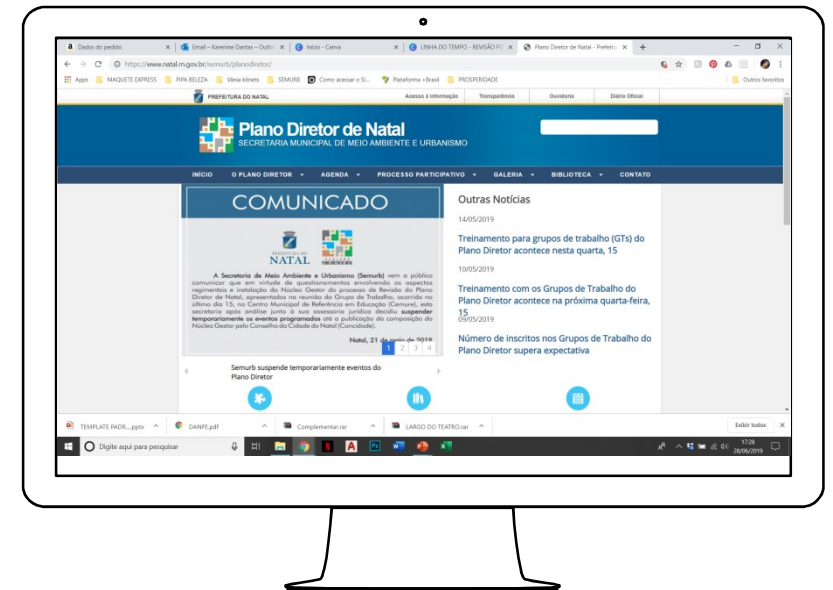 Dados do pedido
Email – Karenine Dantas – Outlo
Início - Canva
LINHA DO TEMPO - REVISÃO P
Plano Diretor de Natal – Prefeitu
https://www.natal.rn.gov.br/semurb/planodiretor/
Apps
MAQUETE EXPRESS
PIPA BELEZA
Vânia kitnets
SEMURB
Como acessar o Si...
Plataforma +Brasil
PROSPERIDADE
Outros favoritos
PREFEITURA DO NATAL
Acesso à Informação
Transparência
Ouvidoria
Diário Oficial
Plano Diretor de Natal
SECRETARIA MUNICIPAL DE MEIO AMBIENTE E URBANISMO
INÍCIO
O PLANO DIRETOR
AGENDA
PROCESSO PARTICIPATIVO
GALERIA
BIBLIOTECA
CONTATO
COMUNICADO
PREFEITURA DO
NATAL
A Secretaria de Meio Ambiente e Urbanismo (Semurb) vem a público
comunicar que em virtude de questionamentos envolvendo os aspectos
regimentais e instalação do Núcleo Gestor do processo de Revisão do Plano
Diretor de Natal, apresentados na reunião do Grupo de Trabalho, ocorrida no
último dia 15, no Centro Municipal de Referência em Educação (Cemure), esta
secretaria após análise junto à sua assessoria jurídica decidiu suspender
temporariamente os eventos programados até a publicação da composição do
Núcleo Gestor pelo Conselho da Cidade do Natal (Concidade).
Natal, 21 de maio de 2019
1 2 3 4
Semurb suspende temporariamente eventos do
Plano Diretor
Outras Notícias
14/05/2019
Treinamento para grupos de trabalho (GTs) do
Plano Diretor acontece nesta quarta, 15
10/05/2019
Treinamento com os Grupos de Trabalho do
Plano Diretor acontece na próxima quarta-feira,
15
09/05/2019
Número de inscritos nos Grupos de Trabalho do
Plano Diretor supera expectativa
TEMPLATE PADR....pptx
DANFE.pdf
Complementar.rar
LARGO DO TEATRO.rar
Exibir todos
Digite aqui para pesquisar
17:28
28/06/2019